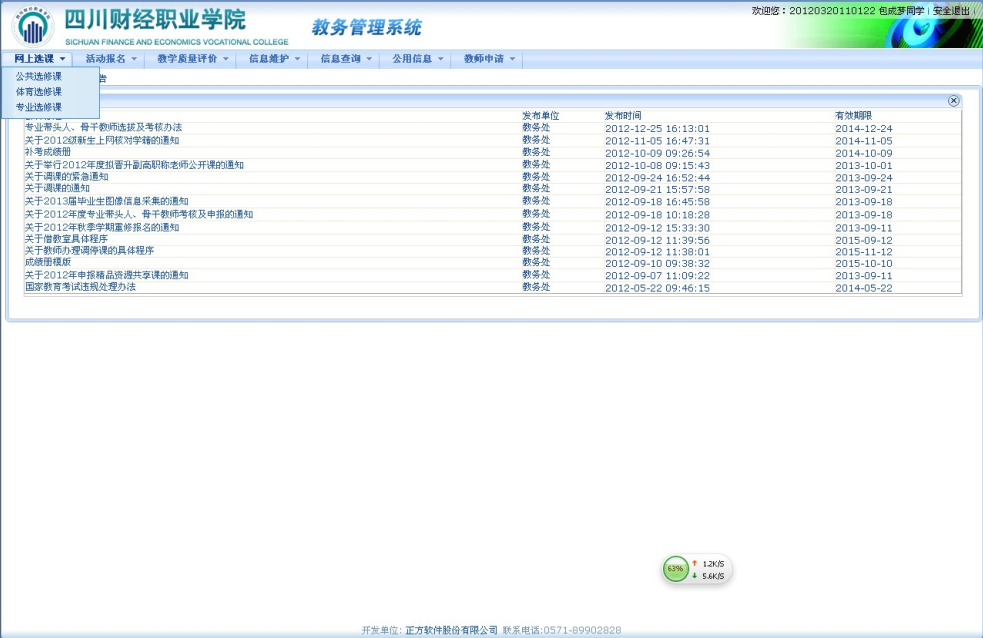 四川财经职业学院
SICHUAN FINANCE AND ECONOMICS VOCATIONAL COLLEGE
教务管理系统
欢迎您：20120320110122 包成梦同学 | 安全退出
网上选课 活动报名 教学质量评价 信息维护 信息查询 公用信息 教师申请
公共选修课
体育选修课
专业选修课
告
发布单位 发布时间 有效期限
专业带头人、骨干教师选拔及考核办法 教务处 2012-12-25 16:13:01 2014-12-24
关于2012级新生上网核对学籍的通知 教务处 2012-11-05 16:47:31 2014-11-05
补考成绩册 教务处 2012-10-09 09:26:54 2014-10-09
关于举行2012年度拟晋升副高职称老师公开课的通知 教务处 2012-10-08 09:15:43 2013-10-01
关于调课的紧急通知 教务处 2012-09-24 16:52:44 2013-09-24
关于调课的通知 教务处 2012-09-21 15:57:58 2013-09-21
关于2013届毕业生图像信息采集的通知 教务处 2012-09-18 16:45:58 2013-09-18
关于2012年度专业带头人、骨干教师考核及申报的通知 教务处 2012-09-18 10:18:28 2013-09-18
关于2012年秋季学期重修报名的通知 教务处 2012-09-12 15:33:30 2013-09-11
关于借教室具体程序 教务处 2012-09-12 11:39:56 2015-09-12
关于教师办理调停课的具体程序 教务处 2012-09-12 11:38:01 2015-11-12
成绩册模版 教务处 2012-09-10 09:38:32 2015-10-10
关于2012年申报精品资源共享课的通知 教务处 2012-09-07 11:09:22 2013-09-11
国家教育考试违规处理办法 教务处 2012-05-22 09:46:15 2014-05-22
63% 1.2K/S
5.6K/S
开发单位: 正方软件股份有限公司 联系电话:0571-89902828